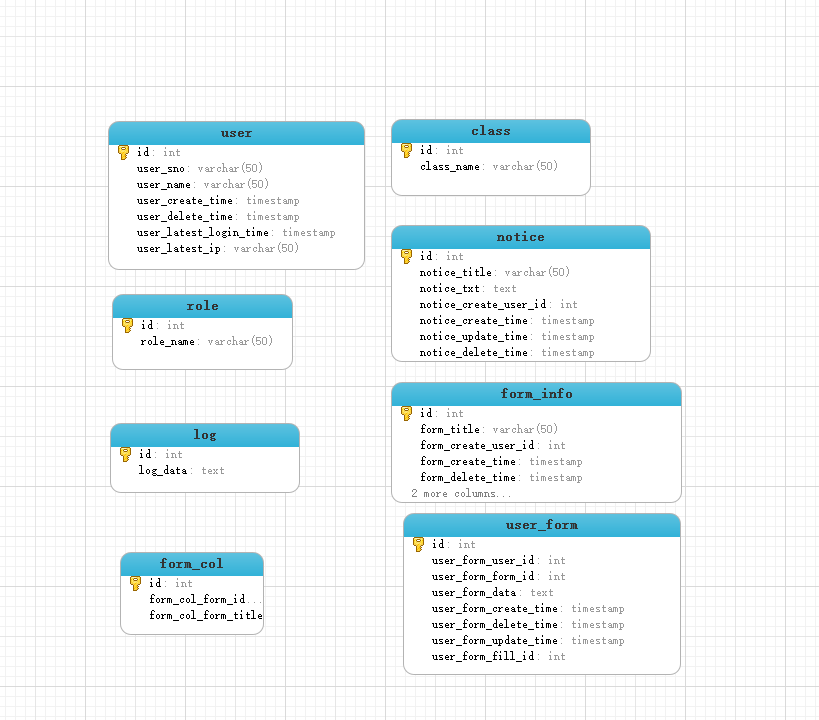 user
id: int
user_sno: varchar(50)
user_name: varchar(50)
user_create_time: timestamp
user_delete_time: timestamp
user_latest_login_time: timestamp
user_latest_ip: varchar(50)
class
id: int
class_name: varchar(50)
role
id: int
role_name: varchar(50)
notice
id: int
notice_title: varchar(50)
notice_txt: text
notice_create_user_id: int
notice_create_time: timestamp
notice_update_time: timestamp
notice_delete_time: timestamp
log
id: int
log_data: text
form_info
id: int
form_title: varchar(50)
form_create_user_id: int
form_create_time: timestamp
form_delete_time: timestamp
2 more columns...
form_col
id: int
form_col_form_id...
form_col_form_title
user_form
id: int
user_form_user_id: int
user_form_form_id: int
user_form_data: text
user_form_create_time: timestamp
user_form_delete_time: timestamp
user_form_update_time: timestamp
user_form_fill_id: int